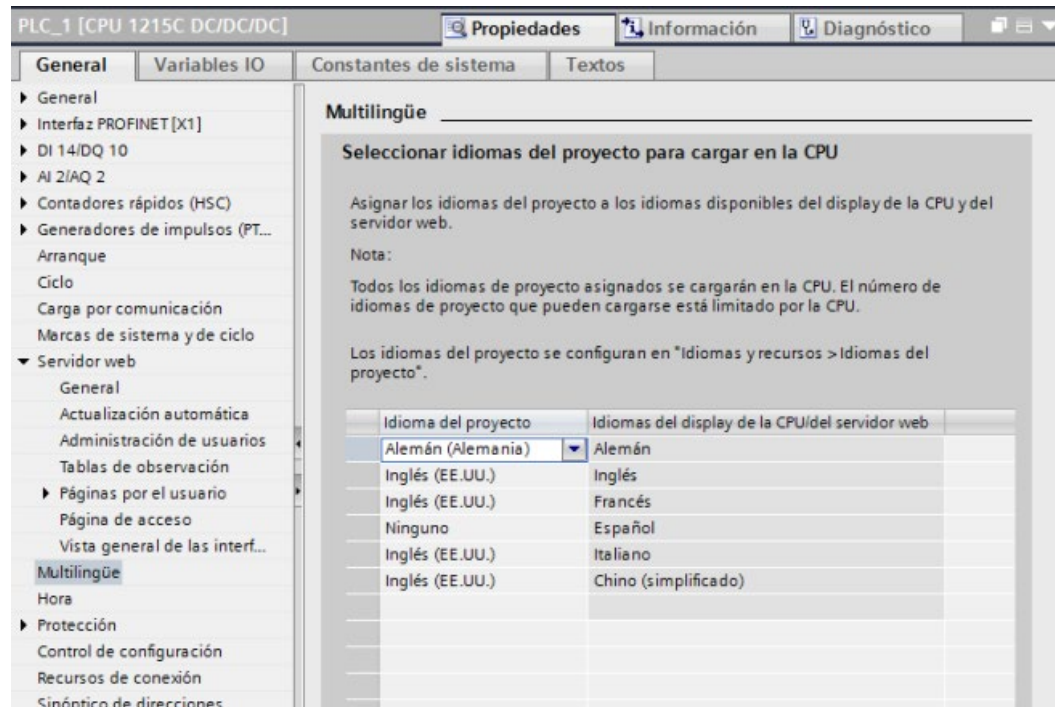 PLC_1 [CPU 1215C DC/DC/DC]
Propiedades
Información
Diagnóstico
General
Variables IO
Constantes de sistema
Textos
General
Interfaz PROFINET [X1]
DI 14/DQ 10
AI 2/AQ 2
Contadores rápidos (HSC)
Generadores de impulsos (PT...
Arranque
Ciclo
Carga por comunicación
Marcas de sistema y de ciclo
Servidor web
General
Actualización automática
Administración de usuarios
Tablas de observación
Páginas por el usuario
Página de acceso
Vista general de las interf...
Multilingüe
Hora
Protección
Control de configuración
Recursos de conexión
Sinóptico de direcciones
Multilingüe
Seleccionar idiomas del proyecto para cargar en la CPU
Asignar los idiomas del proyecto a los idiomas disponibles del display de la CPU y del
servidor web.
Nota:
Todos los idiomas de proyecto asignados se cargarán en la CPU. El número de
idiomas de proyecto que pueden cargarse está limitado por la CPU.
Los idiomas del proyecto se configuran en "Idiomas y recursos > Idiomas del
proyecto".
Idioma del proyecto Idiomas del display de la CPU/del servidor web
Alemán (Alemania) Alemán
Inglés (EE.UU.) Inglés
Inglés (EE.UU.) Francés
Ninguno Español
Inglés (EE.UU.) Italiano
Inglés (EE.UU.) Chino (simplificado)